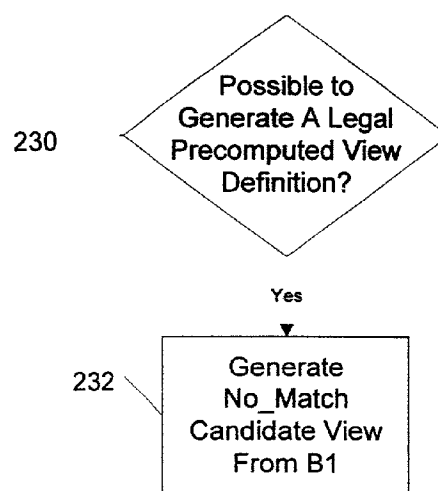 Possible to
Generate A Legal
Precomputed View
Definition?
230
Yes
232
Generate
No_Match
Candidate View
From B1